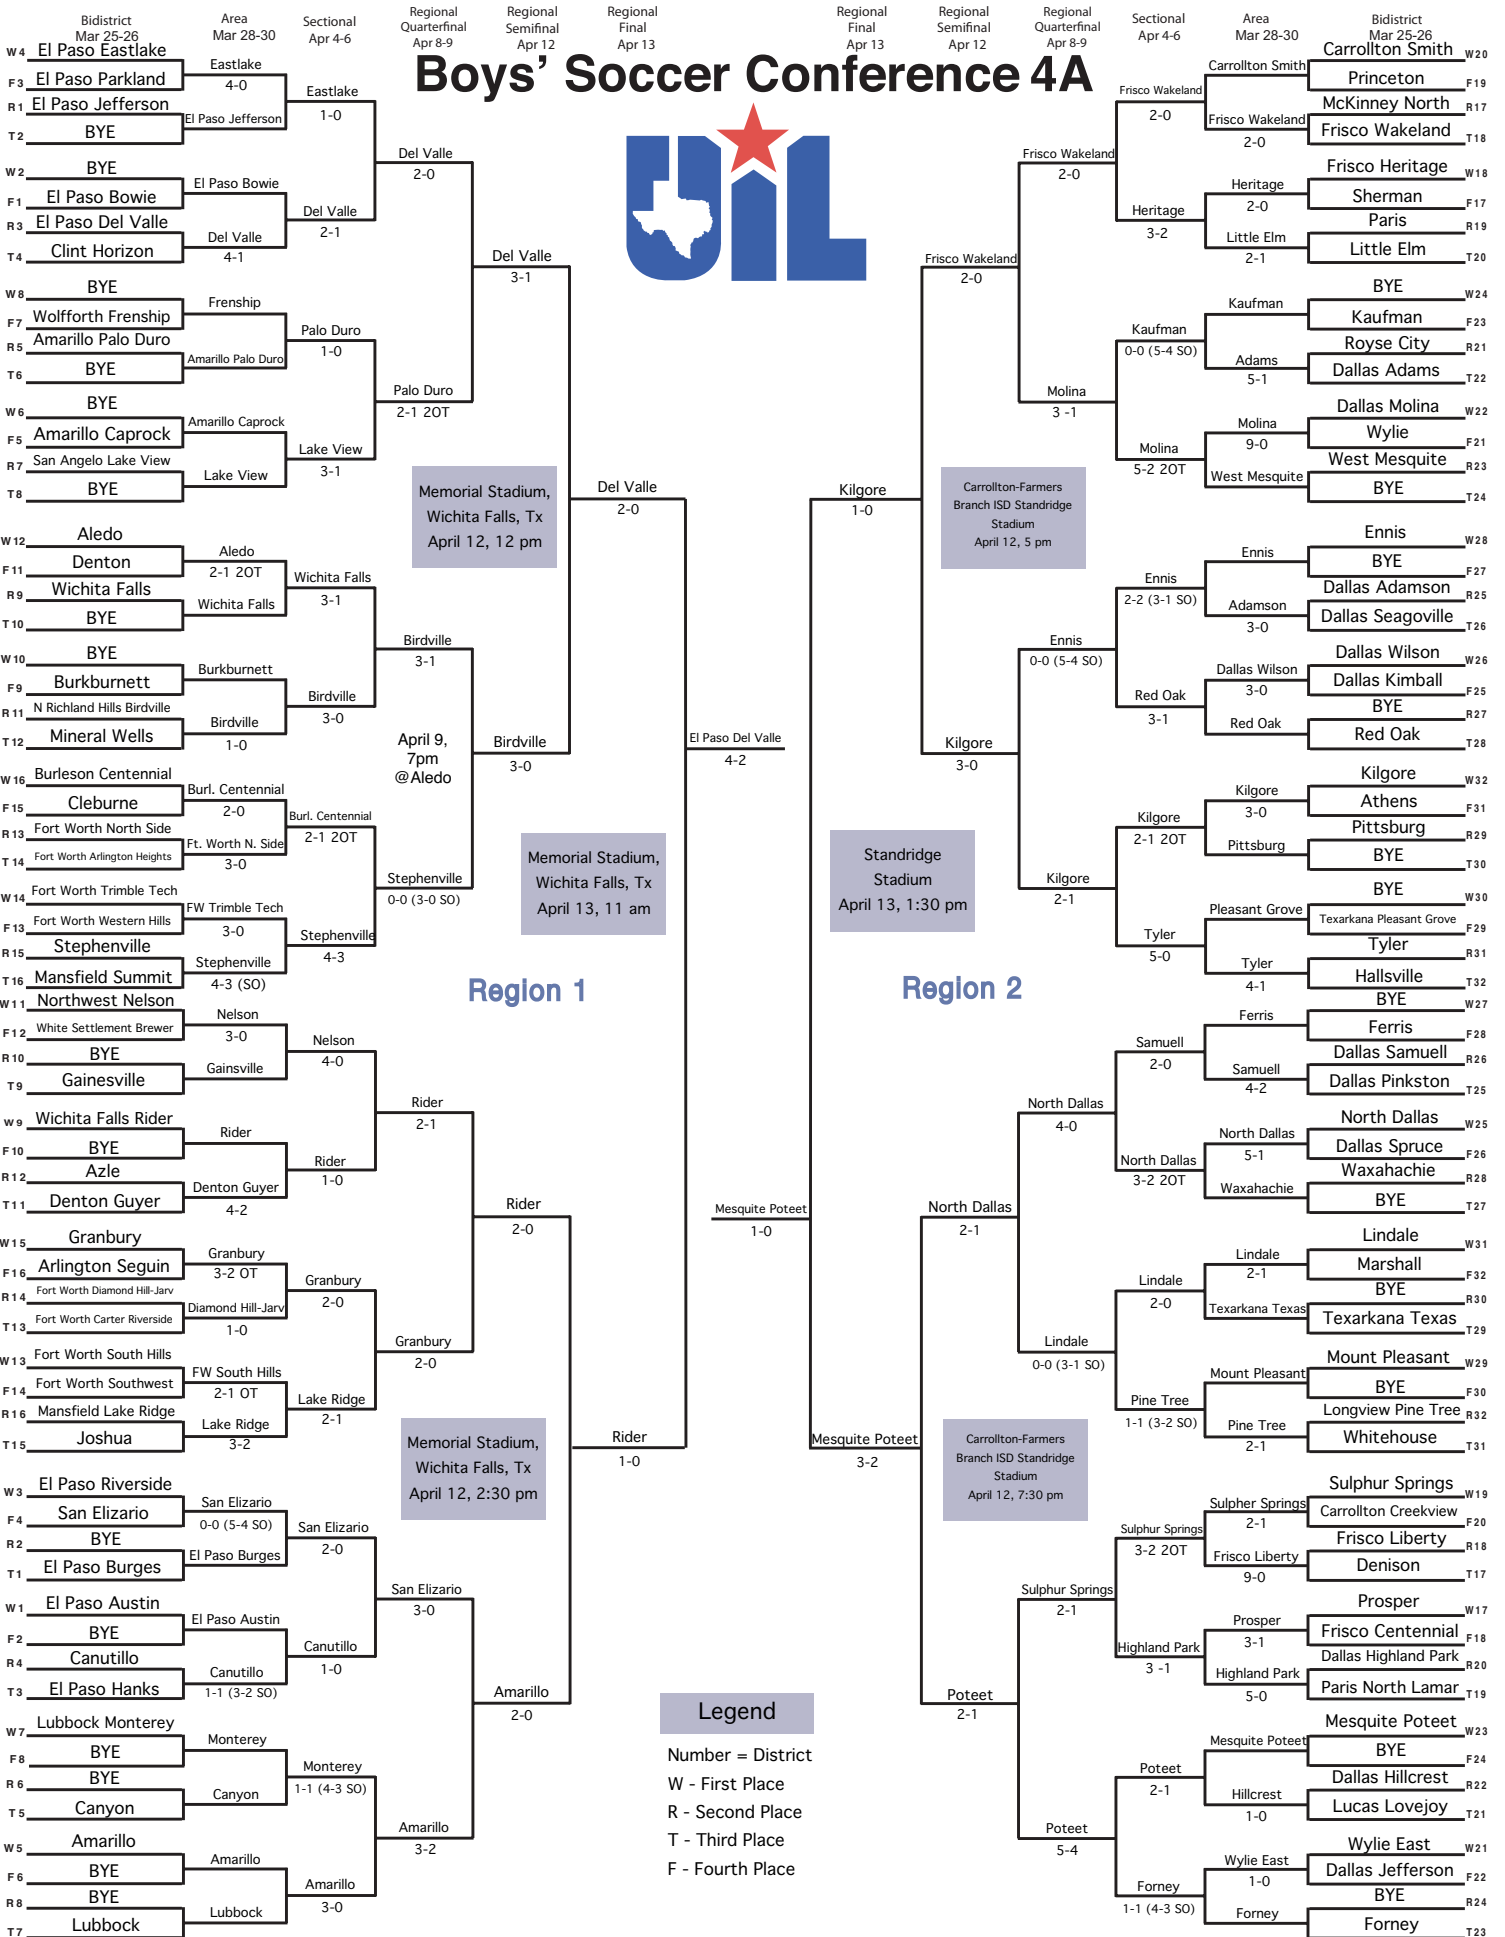 Boys' Soccer Conference 4A
UIL
Bidistrict
Mar 25-26
Area
Mar 28-30
Sectional
Apr 4-6
Regional
Quarterfinal
Apr 8-9
Regional
Semifinal
Apr 12
Regional
Final
Apr 13
W4 El Paso Eastlake
F3 El Paso Parkland
R1 El Paso Jefferson
T2 BYE
W2 BYE
F1 El Paso Bowie
R3 El Paso Del Valle
T4 Clint Horizon
W8 BYE
F7 Wolfforth Frenship
R5 Amarillo Palo Duro
T6 BYE
W6 BYE
F5 Amarillo Caprock
R7 San Angelo Lake View
T8 BYE
W12 Aledo
F11 Denton
R9 Wichita Falls
T10 BYE
W10 BYE
F9 Burkburnett
R11 N Richland Hills Birdville
T12 Mineral Wells
W16 Burleson Centennial
F15 Cleburne
R13 Fort Worth North Side
T14 Fort Worth Arlington Heights
W14 Fort Worth Trimble Tech
F13 Fort Worth Western Hills
R15 Stephenville
T16 Mansfield Summit
W11 Northwest Nelson
F12 White Settlement Brewer
R10 BYE
T9 Gainesville
W9 Wichita Falls Rider
F10 BYE
R12 Azle
T11 Denton Guyer
W15 Granbury
F16 Arlington Seguin
R14 Fort Worth Diamond Hill-Jarv
T13 Fort Worth Carter Riverside
W13 Fort Worth South Hills
F14 Fort Worth Southwest
R16 Mansfield Lake Ridge
T15 Joshua
W3 El Paso Riverside
F4 San Elizario
R2 BYE
T1 El Paso Burges
W1 El Paso Austin
F2 BYE
R4 Canutillo
T3 El Paso Hanks
W7 Lubbock Monterey
F8 BYE
R6 BYE
T5 Canyon
W5 Amarillo
F6 BYE
R8 BYE
T7 Lubbock
Eastlake
4-0
El Paso Jefferson
El Paso Bowie
Del Valle
4-1
Frenship
Amarillo Palo Duro
Amarillo Caprock
Lake View
Aledo
2-1 2OT
Wichita Falls
Burkburnett
Birdville
1-0
Burl. Centennial
2-0
Ft. Worth N. Side
3-0
FW Trimble Tech
3-0
Stephenville
4-3 (SO)
Nelson
3-0
Gainsville
Rider
Denton Guyer
4-2
Granbury
3-2 OT
Diamond Hill-Jarv
1-0
FW South Hills
2-1 OT
Lake Ridge
3-2
San Elizario
0-0 (5-4 SO)
El Paso Burges
El Paso Austin
Canutillo
1-1 (3-2 SO)
Monterey
Canyon
Amarillo
Lubbock
Eastlake
1-0
Del Valle
2-1
Palo Duro
1-0
Lake View
3-1
Wichita Falls
3-1
Birdville
3-0
Burl. Centennial
2-1 2OT
Stephenville
4-3
Nelson
4-0
Rider
1-0
Granbury
2-0
Lake Ridge
2-1
San Elizario
2-0
Canutillo
1-0
Monterey
1-1 (4-3 SO)
Amarillo
3-0
Del Valle
2-0
Palo Duro
2-1 2OT
Birdville
3-1
April 9,
7pm
@Aledo
Stephenville
0-0 (3-0 SO)
Rider
2-1
Granbury
2-0
San Elizario
3-0
Amarillo
3-2
Del Valle
3-1
Memorial Stadium,
Wichita Falls, Tx
April 12, 12 pm
Birdville
3-0
Rider
2-0
Memorial Stadium,
Wichita Falls, Tx
April 12, 2:30 pm
Amarillo
2-0
Del Valle
2-0
Memorial Stadium,
Wichita Falls, Tx
April 13, 11 am
Rider
1-0
El Paso Del Valle
4-2
Region 1
Regional
Final
Apr 13
Regional
Semifinal
Apr 12
Regional
Quarterfinal
Apr 8-9
Sectional
Apr 4-6
Area
Mar 28-30
Bidistrict
Mar 25-26
Mesquite Poteet
1-0
Kilgore
1-0
Standridge
Stadium
April 13, 1:30 pm
Mesquite Poteet
3-2
Region 2
Frisco Wakeland
2-0
Carrollton-Farmers
Branch ISD Standridge
Stadium
April 12, 5 pm
Kilgore
3-0
North Dallas
2-1
Carrollton-Farmers
Branch ISD Standridge
Stadium
April 12, 7:30 pm
Poteet
2-1
Frisco Wakeland
2-0
Molina
3 -1
Ennis
0-0 (5-4 SO)
Kilgore
2-1
North Dallas
4-0
Lindale
0-0 (3-1 SO)
Sulphur Springs
2-1
Poteet
5-4
Frisco Wakeland
2-0
Heritage
3-2
Kaufman
0-0 (5-4 SO)
Molina
5-2 2OT
Ennis
2-2 (3-1 SO)
Red Oak
3-1
Kilgore
2-1 2OT
Tyler
5-0
Samuell
2-0
North Dallas
3-2 2OT
Lindale
2-0
Pine Tree
1-1 (3-2 SO)
Sulphur Springs
3-2 2OT
Highland Park
3 -1
Poteet
2-1
Forney
1-1 (4-3 SO)
Carrollton Smith
Frisco Wakeland
2-0
Heritage
2-0
Little Elm
2-1
Kaufman
Adams
5-1
Molina
9-0
West Mesquite
Ennis
Adamson
3-0
Dallas Wilson
3-0
Red Oak
Kilgore
3-0
Pittsburg
Pleasant Grove
Tyler
4-1
Ferris
Samuell
4-2
North Dallas
5-1
Waxahachie
Lindale
2-1
Texarkana Texas
Mount Pleasant
Pine Tree
2-1
Sulpher Springs
2-1
Frisco Liberty
9-0
Prosper
3-1
Highland Park
5-0
Mesquite Poteet
Hillcrest
1-0
Wylie East
1-0
Forney
Carrollton Smith W20
Princeton F19
McKinney North R17
Frisco Wakeland T18
Frisco Heritage W18
Sherman F17
Paris R19
Little Elm T20
BYE W24
Kaufman F23
Royse City R21
Dallas Adams T22
Dallas Molina W22
Wylie F21
West Mesquite R23
BYE T24
Ennis W28
BYE F27
Dallas Adamson R25
Dallas Seagoville T26
Dallas Wilson W26
Dallas Kimball F25
BYE R27
Red Oak T28
Kilgore W32
Athens F31
Pittsburg R29
BYE T30
BYE W30
Texarkana Pleasant Grove F29
Tyler R31
Hallsville T32
BYE W27
Ferris F28
Dallas Samuell R26
Dallas Pinkston T25
North Dallas W25
Dallas Spruce F26
Waxahachie R28
BYE T27
Lindale W31
Marshall F32
BYE R30
Texarkana Texas T29
Mount Pleasant W29
BYE F30
Longview Pine Tree R32
Whitehouse T31
Sulphur Springs W19
Carrollton Creekview F20
Frisco Liberty R18
Denison T17
Prosper W17
Frisco Centennial F18
Dallas Highland Park R20
Paris North Lamar T19
Mesquite Poteet W23
BYE F24
Dallas Hillcrest R22
Lucas Lovejoy T21
Wylie East W21
Dallas Jefferson F22
BYE R24
Forney T23
Legend
Number = District
W - First Place
R - Second Place
T - Third Place
F - Fourth Place